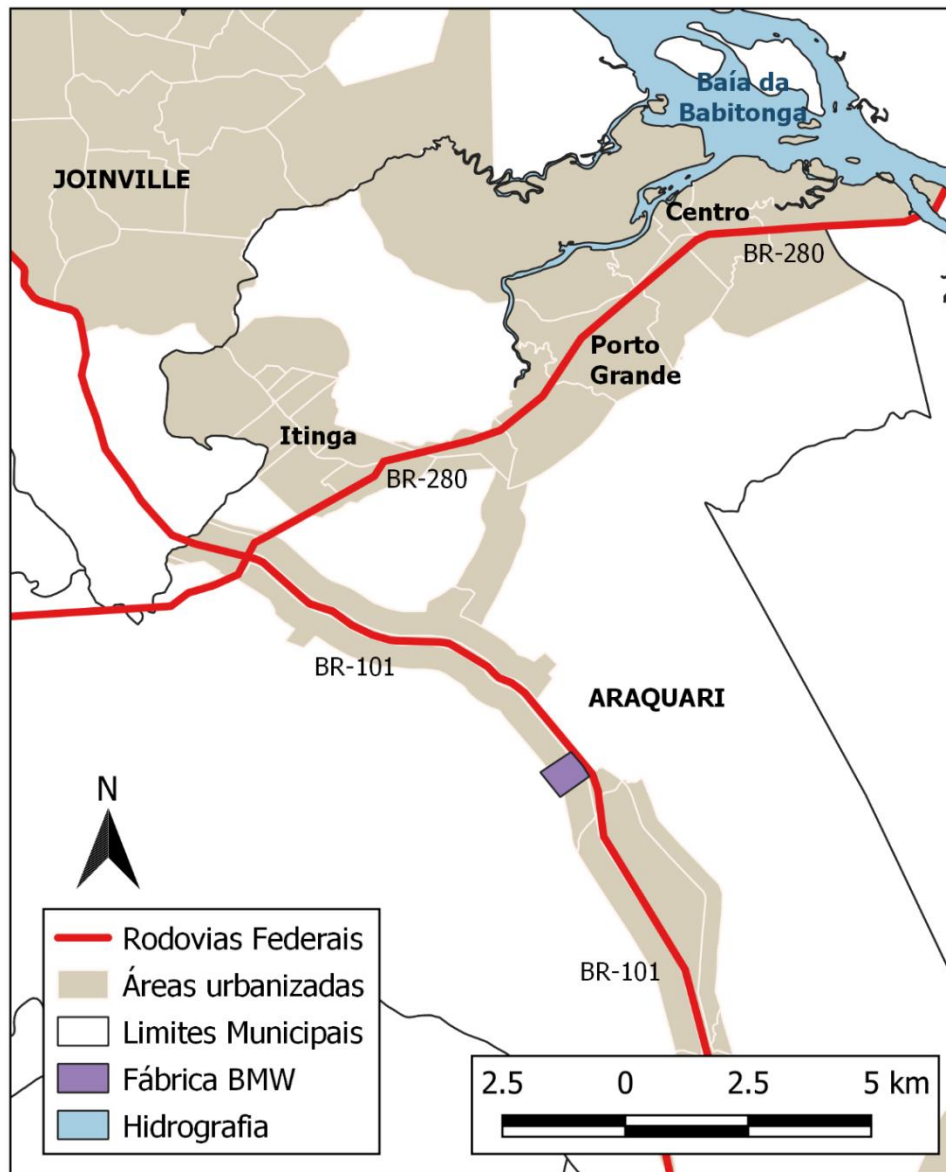 Baía da
Babitonga
JOINVILLE
Centro
BR-280
Porto
Grande
Itinga
BR-280
BR-101
ARAQUARI
N
BR-101
Rodovias Federais
Áreas urbanizadas
Limites Municipais
Fábrica BMW
Hidrografia
2.5 0 2.5 5 km